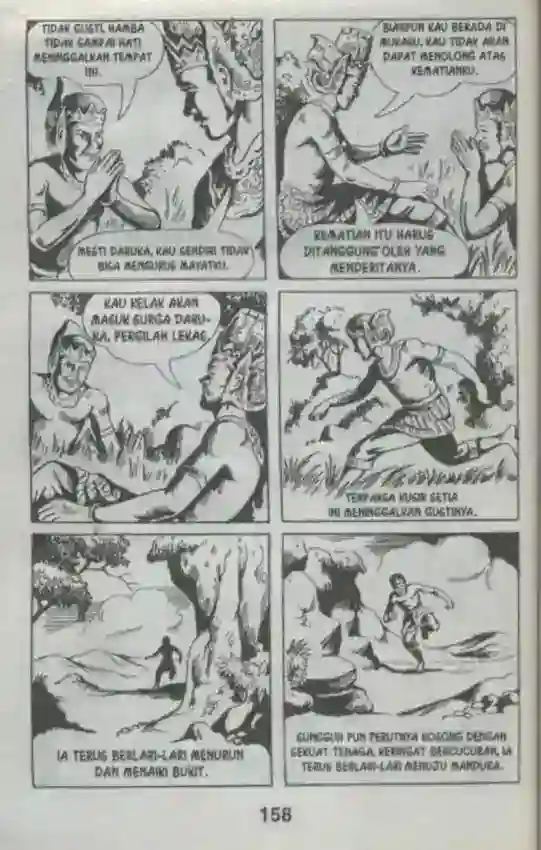 TIDAK GUSTI, HAMBA
TIDAK SAMPAI HATI
MENINGGALKAN TEMPAT
INI.
MESTI DARUKA, KAU SENDIRI TIDAK
BISA MENGURUS MAYATKU.
BIARPUN KAU BERADA DI
MUKAKU, KAU TIDAK AKAN
DAPAT MENOLONG ATAS
KEMATIANKU.
KEMATIAN ITU HARUS
DITANGGUNG OLEH YANG
MENDERITANYA.
KAU KELAK AKAN
MASUK SURGA DARU-
KA, PERGILAH LEKAS.
TERPAKSA KUSIR SETIA
INI MENINGGALKAN GUSTINYA.
IA TERUS BERLARI-LARI MENURUN
DAN MENAIKI BUKIT.
SUNGGUH PUN PERUTNYA KOSONG DENGAN
SEKUAT TENAGA, KERINGAT BERCUCURAN, IA
TERUS BERLARI-LARI MENUJU MANDURA.
158